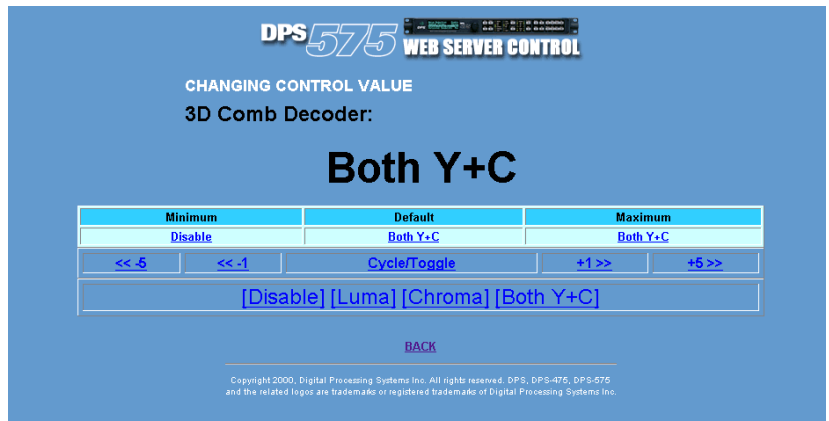 DPS 575 WEB SERVER CONTROL
CHANGING CONTROL VALUE
3D Comb Decoder:
Both Y+C
Minimum Default Maximum
Disable Both Y+C Both Y+C
<< -5 << -1 Cycle/Toggle +1 >> +5 >>
[Disable] [Luma] [Chroma] [Both Y+C]
BACK
Copyright 2000, Digital Processing Systems Inc. All rights reserved. DPS, DPS-475, DPS-575
and the related logos are trademarks or registered trademarks of Digital Processing Systems Inc.